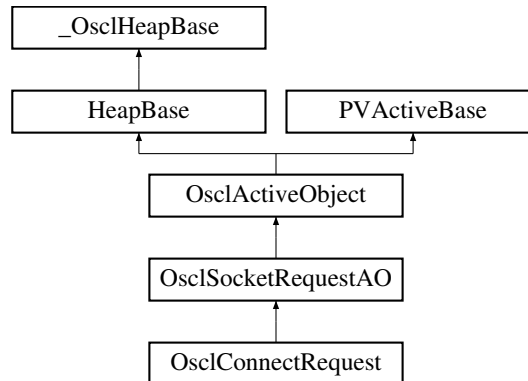 _OsclHeapBase
HeapBase
PVActiveBase
OsclActiveObject
OsclSocketRequestAO
OsclConnectRequest